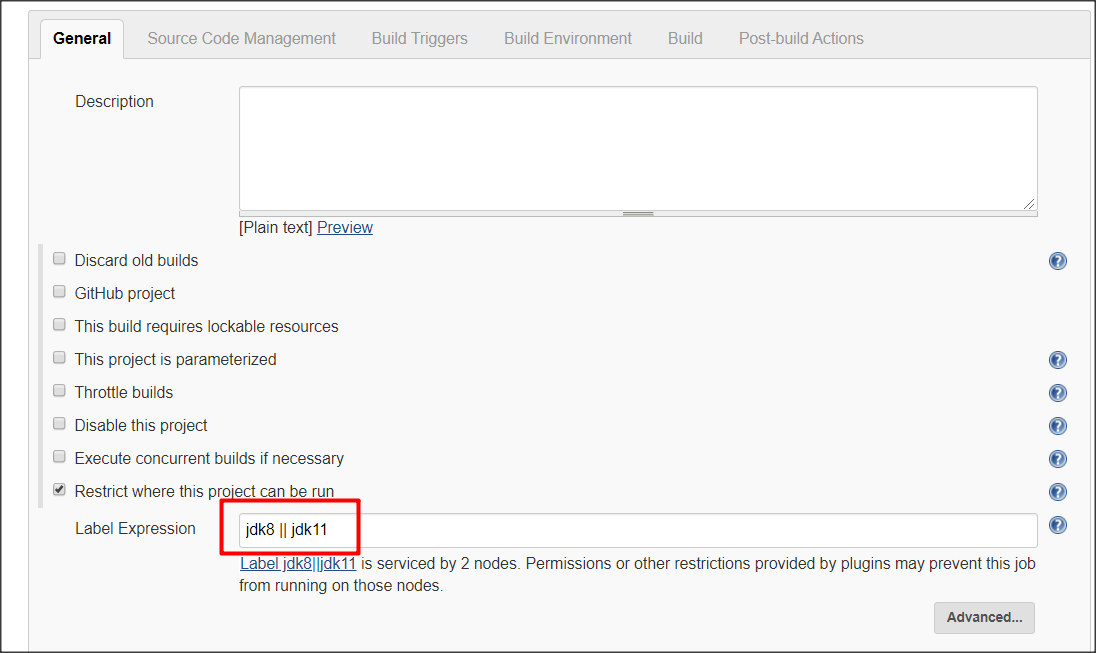 General Source Code Management Build Triggers Build Environment Build Post-build Actions
Description
[Plain text] Preview
Discard old builds
GitHub project
This build requires lockable resources
This project is parameterized
Throttle builds
Disable this project
Execute concurrent builds if necessary
Restrict where this project can be run
Label Expression jdk8 || jdk11
Label jdk8||jdk11 is serviced by 2 nodes. Permissions or other restrictions provided by plugins may prevent this job
from running on those nodes.
Advanced...